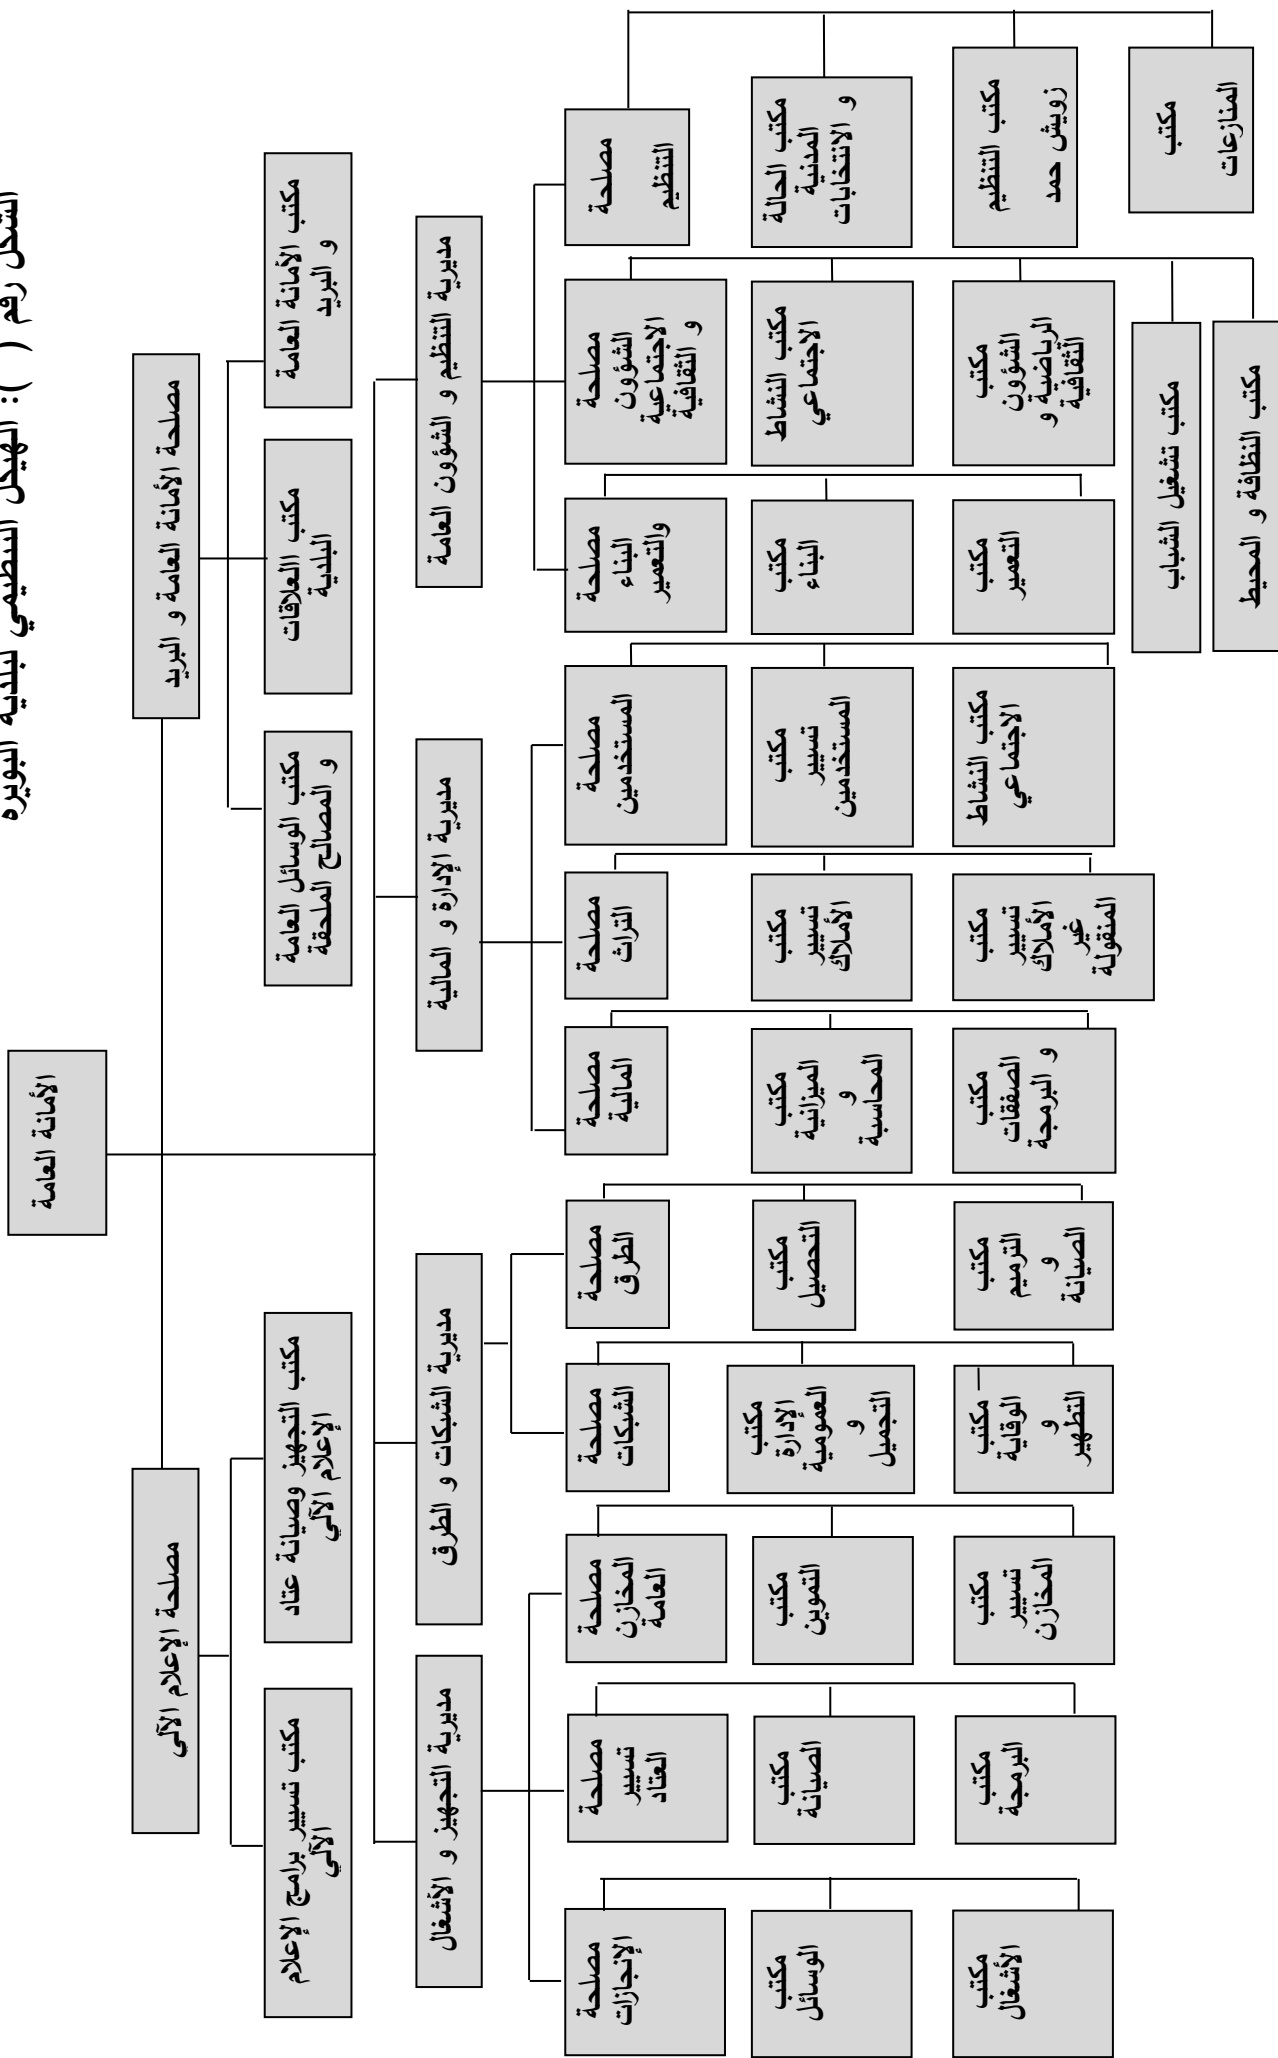 الشكل رقم ( ): الهيكل التنظيمي لبلدية البويرة
الأمانة العامة
مصلحة الأمانة العامة و البريد
مصلحة الإعلام الآلي
مكتب الأمانة العامة
و البريد
مكتب العلاقات
البلدية
مكتب الوسائل العامة
و المصالح الملحقة
مكتب التجهيز وصيانة عتاد
الإعلام الآلي
مكتب تسيير برامج الإعلام
الآلي
مديرية التنظيم و الشؤون العامة
مديرية الإدارة و المالية
مديرية الشبكات و الطرق
مديرية التجهيز و الأشغال
مصلحة
التنظيم
مكتب الحالة
المدنية
و الانتخابات
مكتب التنظيم
زويش حمد
مكتب
المنازعات
مصلحة
الشؤون
الاجتماعية
و الثقافية
مكتب النشاط
الاجتماعي
مكتب
الشؤون
الرياضية و
الثقافية
مكتب تشغيل الشباب
مكتب النظافة و المحيط
مصلحة
البناء
والتعمير
مكتب
البناء
مكتب
التعمير
مصلحة
المستخدمين
مكتب
تسيير
المستخدمين
مكتب النشاط
الاجتماعي
مصلحة
التراث
مكتب
تسيير
الأملاك
مكتب
تسيير
الأملاك
غير
المنقولة
مصلحة
المالية
مكتب
الميزانية
و
المحاسبة
مكتب
الصفقات
و البرمجة
مصلحة
الطرق
مكتب
التحصيل
مكتب
الترميم
و
الصيانة
مصلحة
الشبكات
مكتب
الإدارة
العمومية
و
التجميل
مكتب
الوقاية
و
التطهير
مصلحة
المخازن
العامة
مكتب
التموين
مكتب
تسيير
المخازن
مصلحة
تسيير
العتاد
مكتب
الصيانة
مكتب
البرمجة
مصلحة
الإنجازات
مكتب
الوسائل
مكتب
الأشغال